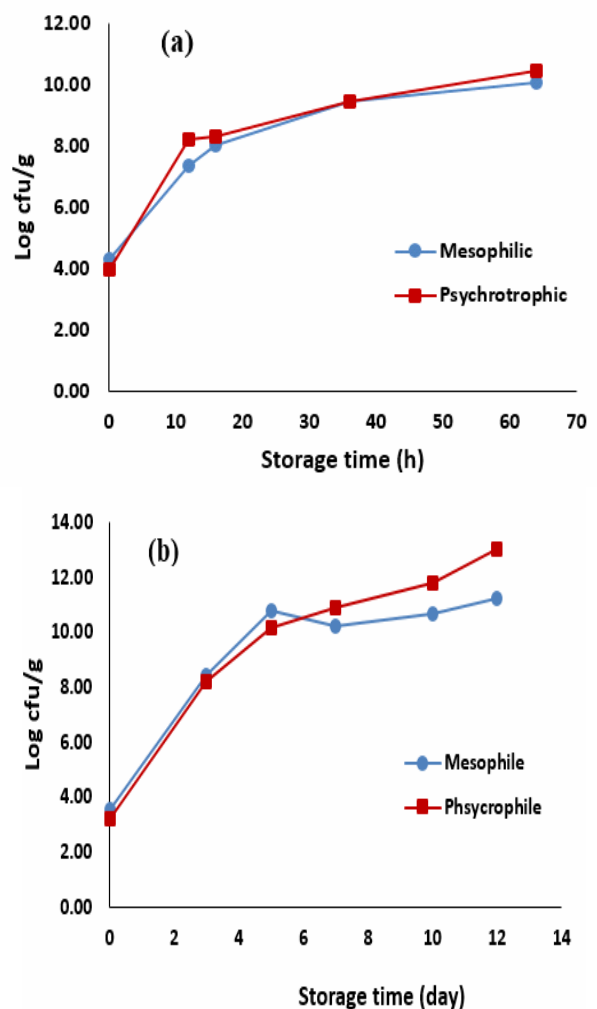 (a)
12.00
10.00
8.00
6.00
4.00
2.00
0.00
Log cfu/g
Mesophilic
Psychrotrophic
0 10 20 30 40 50 60 70
Storage time (h)
(b)
14.00
12.00
10.00
8.00
6.00
4.00
2.00
0.00
Log cfu/g
Mesophile
Phsycrophile
0 2 4 6 8 10 12 14
Storage time (day)